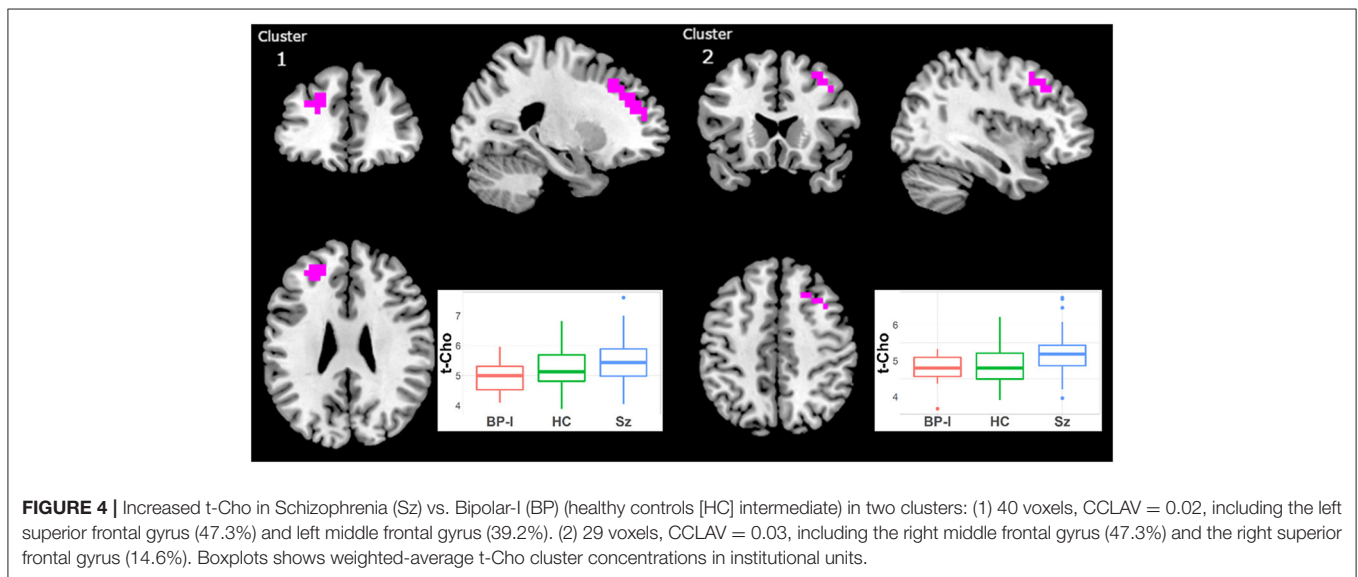 Cluster
1
Cluster
2
t-Cho
7
6
5
4
BP-I HC Sz
t-Cho
6
5
4
BP-I HC Sz
FIGURE 4 | Increased t-Cho in Schizophrenia (Sz) vs. Bipolar-I (BP) (healthy controls [HC] intermediate) in two clusters: (1) 40 voxels, CCLAV = 0.02, including the left
superior frontal gyrus (47.3%) and left middle frontal gyrus (39.2%). (2) 29 voxels, CCLAV = 0.03, including the right middle frontal gyrus (47.3%) and the right superior
frontal gyrus (14.6%). Boxplots shows weighted-average t-Cho cluster concentrations in institutional units.